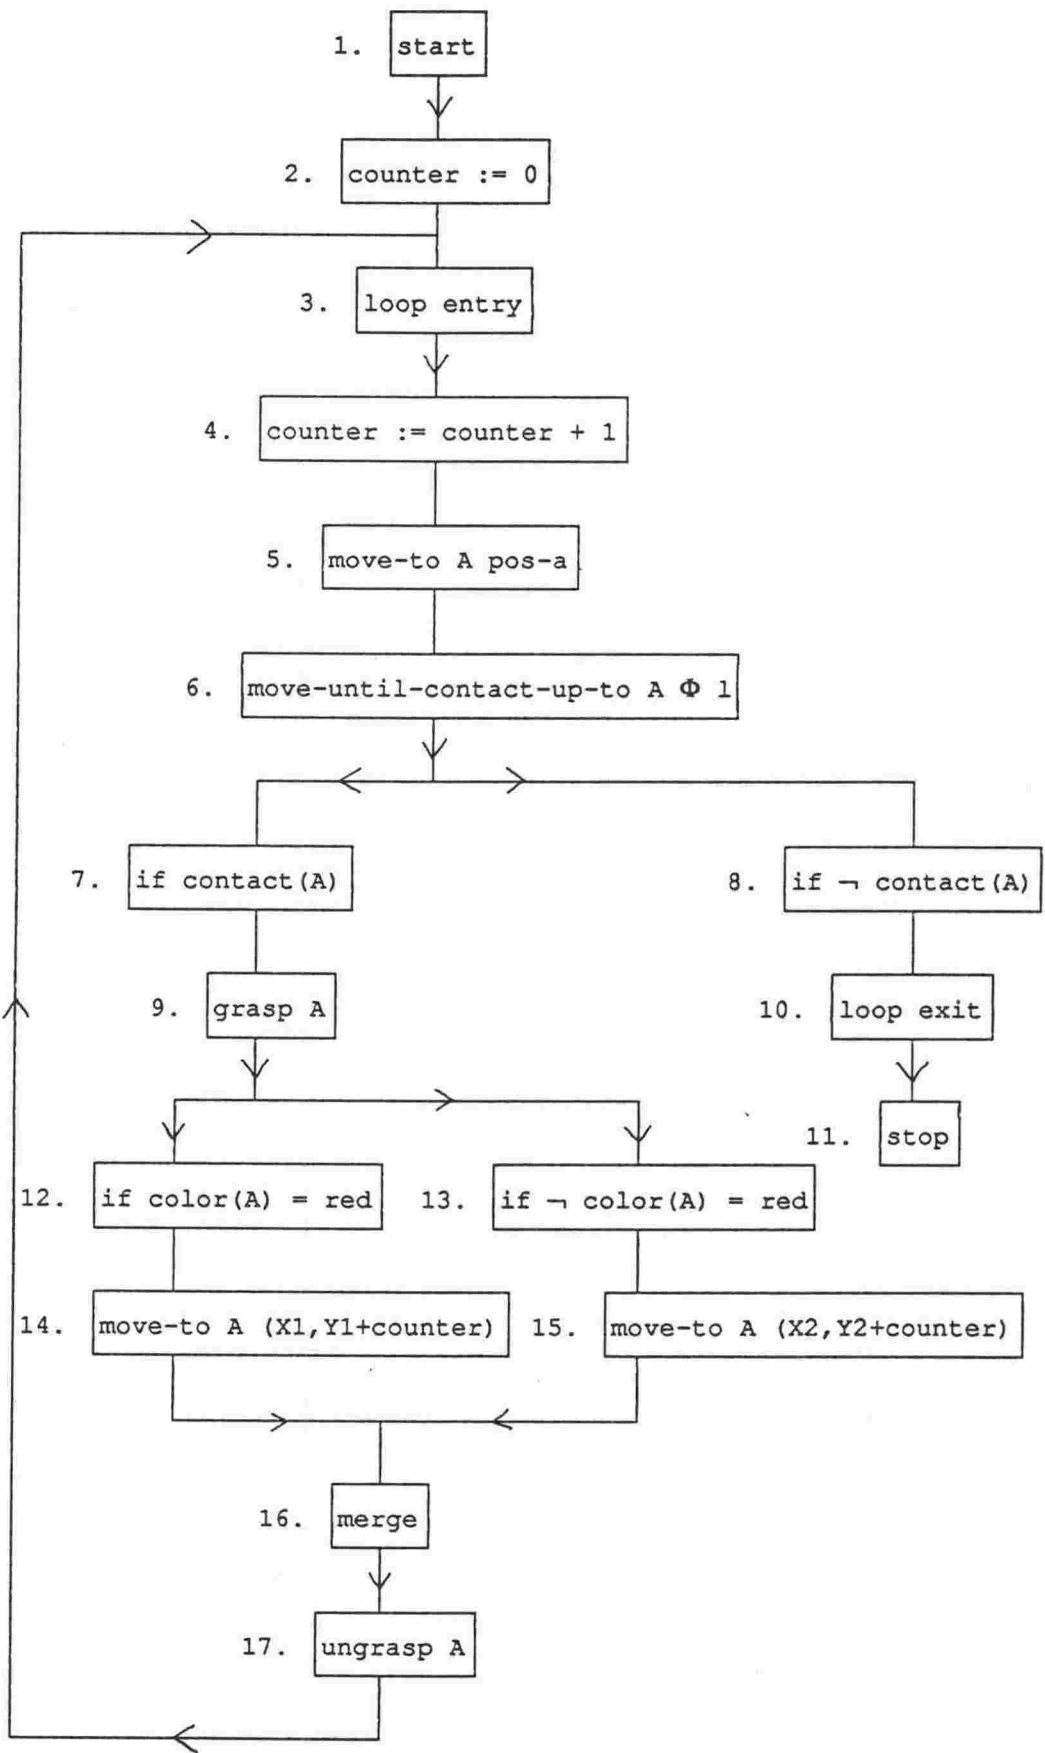 1. start
2. counter := 0
3. loop entry
4. counter := counter + 1
5. move-to A pos-a
6. move-until-contact-up-to A Φ l
7. if contact(A)
8. if ¬ contact(A)
9. grasp A
10. loop exit
11. stop
12. if color(A) = red
13. if ¬ color(A) = red
14. move-to A (X1,Y1+counter)
15. move-to A (X2,Y2+counter)
16. merge
17. ungrasp A